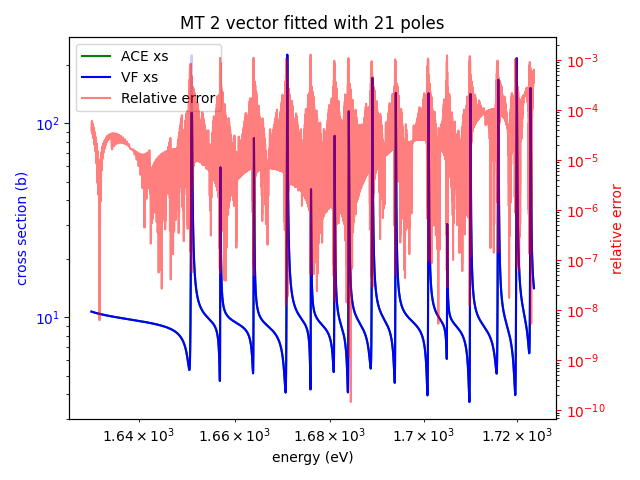 MT 2 vector fitted with 21 poles
ACE xs
VF xs
Relative error
cross section (b)
10²
10¹
relative error
10⁻³
10⁻⁴
10⁻⁵
10⁻⁶
10⁻⁷
10⁻⁸
10⁻⁹
10⁻¹⁰
1.64 × 10³ 1.66 × 10³ 1.68 × 10³ 1.7 × 10³ 1.72 × 10³
energy (eV)